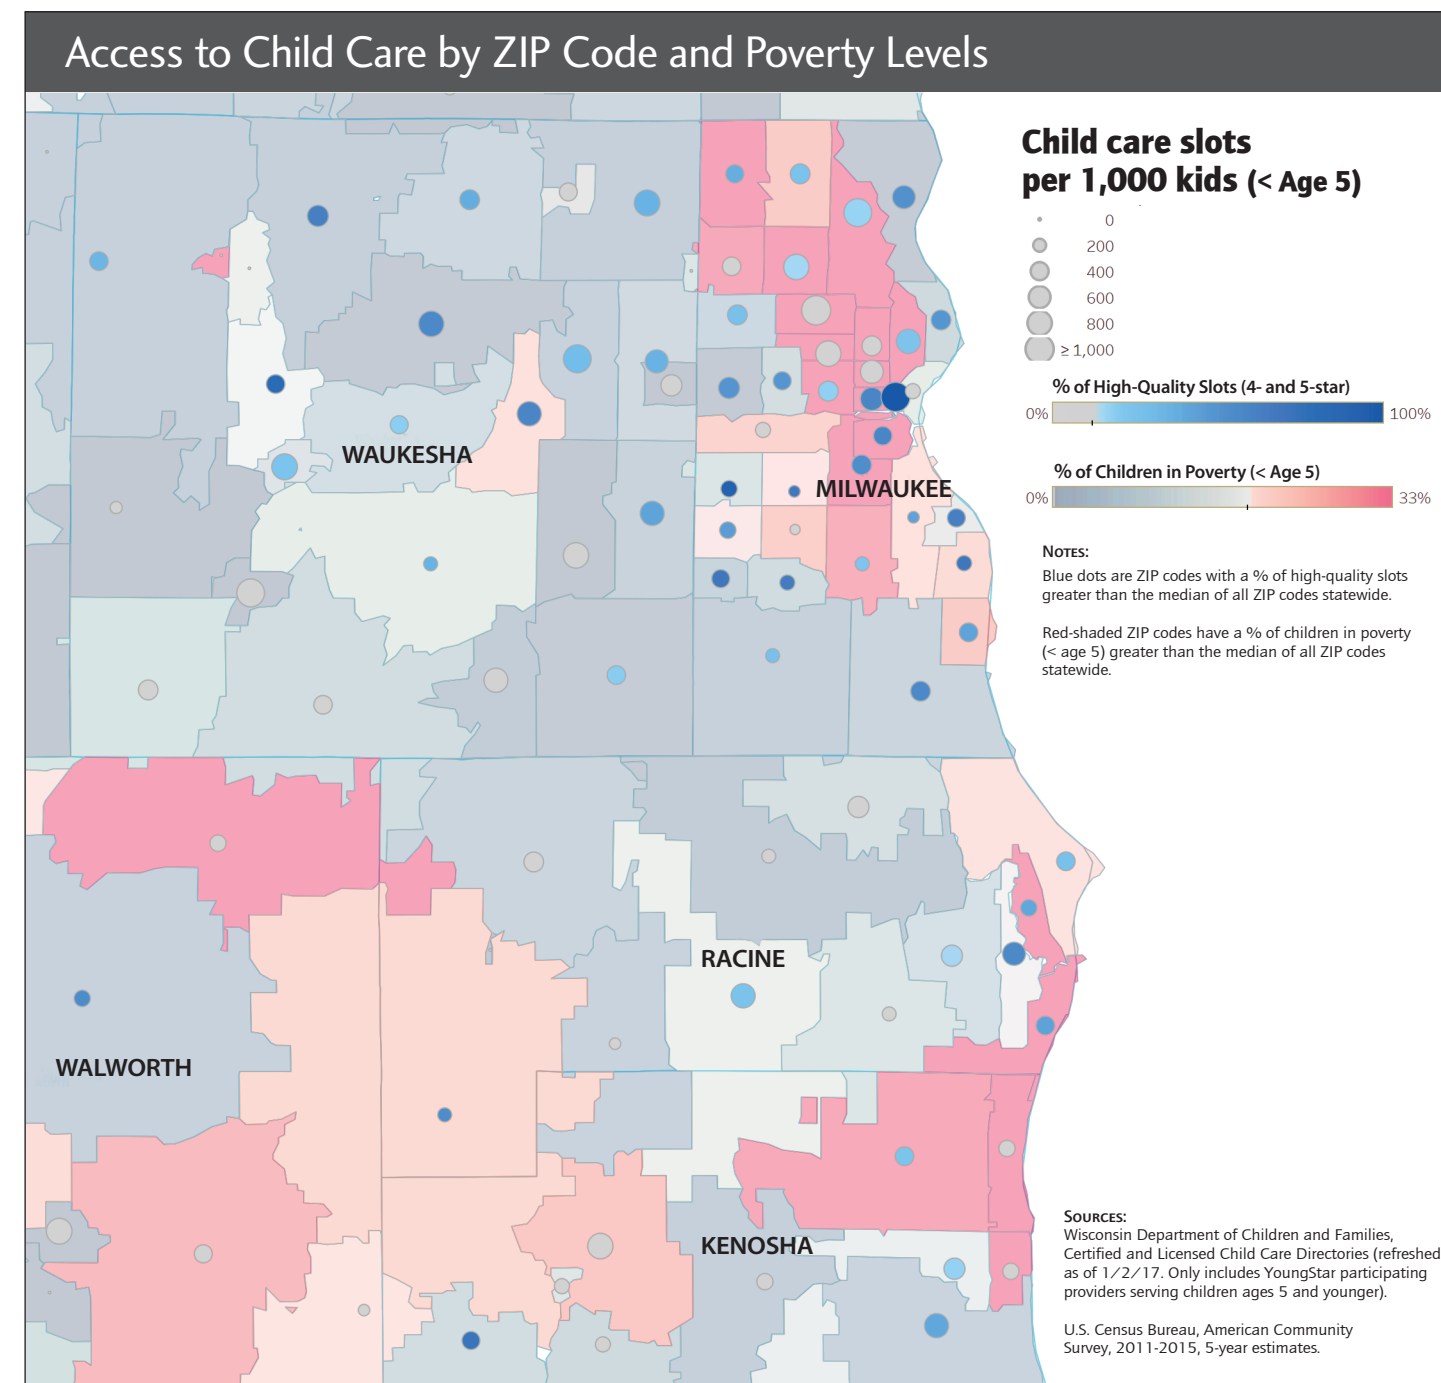 Access to Child Care by ZIP Code and Poverty Levels
Child care slots
per 1,000 kids (< Age 5)
0
200
400
600
800
≥ 1,000
% of High-Quality Slots (4- and 5-star)
0%
100%
% of Children in Poverty (< Age 5)
0%
33%
NOTES:
Blue dots are ZIP codes with a % of high-quality slots
greater than the median of all ZIP codes statewide.
Red-shaded ZIP codes have a % of children in poverty
(< age 5) greater than the median of all ZIP codes
statewide.
WAUKESHA
MILWAUKEE
RACINE
WALWORTH
KENOSHA
SOURCES:
Wisconsin Department of Children and Families,
Certified and Licensed Child Care Directories (refreshed
as of 1/2/17. Only includes YoungStar participating
providers serving children ages 5 and younger).
U.S. Census Bureau, American Community
Survey, 2011-2015, 5-year estimates.